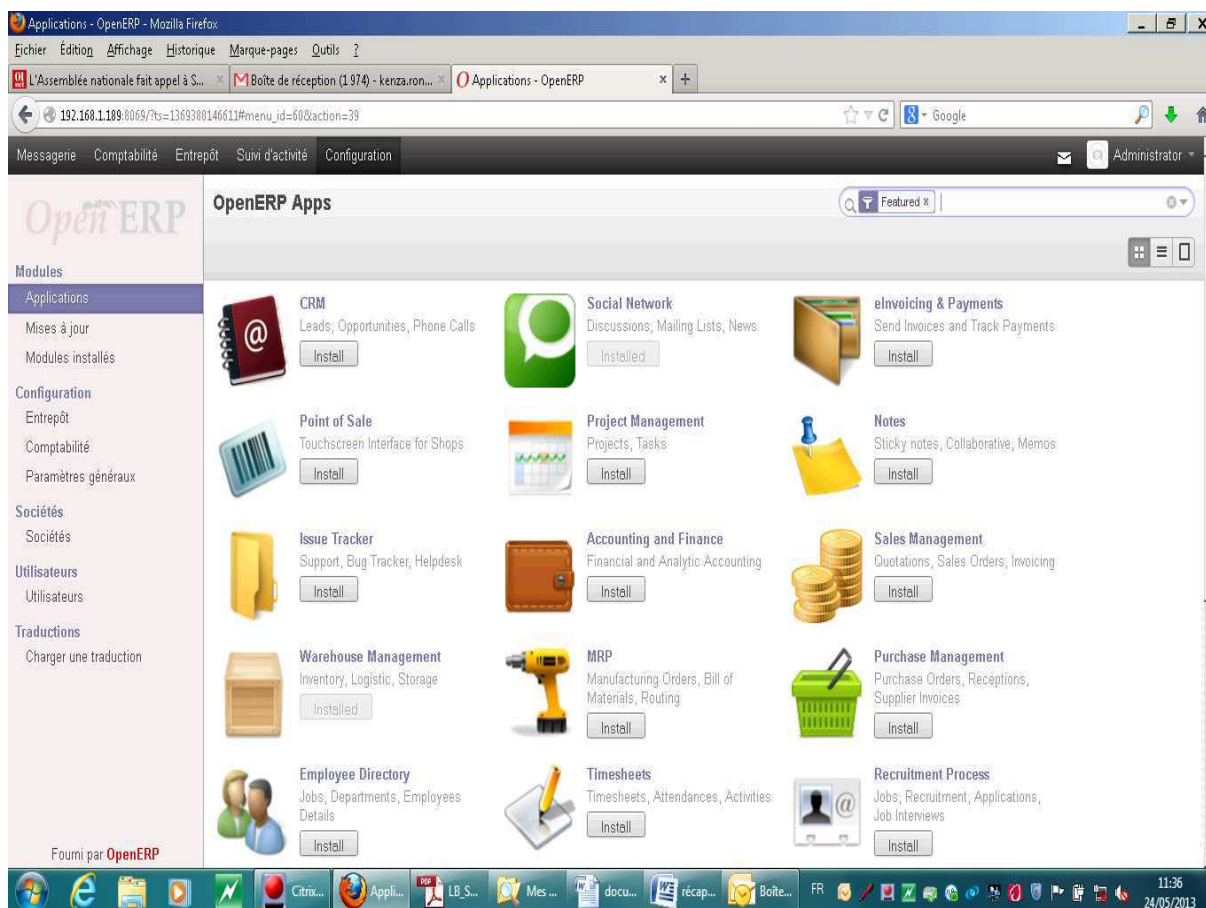 Applications - OpenERP - Mozilla Firefox
Fichier Édition Affichage Historique Marque-pages Outils ?
L'Assemblée nationale fait appel à S... Boîte de réception (1 974) - kenza.ron... Applications - OpenERP
192.168.1.189:8069/?ts=1369388146611#menu_id=60&action=39 Google
Messagerie Comptabilité Entrepôt Suivi d'activité Configuration Administrator
OpenERP
OpenERP Apps
Featured x
Modules
Applications
Mises à jour
Modules installés
Configuration
Entrepôt
Comptabilité
Paramètres généraux
Sociétés
Sociétés
Utilisateurs
Utilisateurs
Traductions
Charger une traduction
Fourni par OpenERP
CRM
Leads, Opportunities, Phone Calls
Install
Social Network
Discussions, Mailing Lists, News
Installed
eInvoicing & Payments
Send Invoices and Track Payments
Install
Point of Sale
Touchscreen Interface for Shops
Install
Project Management
Projects, Tasks
Install
Notes
Sticky notes, Collaborative, Memos
Install
Issue Tracker
Support, Bug Tracker, Helpdesk
Install
Accounting and Finance
Financial and Analytic Accounting
Install
Sales Management
Quotations, Sales Orders, Invoicing
Install
Warehouse Management
Inventory, Logistic, Storage
Installed
MRP
Manufacturing Orders, Bill of
Materials, Routing
Install
Purchase Management
Purchase Orders, Receptions,
Supplier Invoices
Install
Employee Directory
Jobs, Departments, Employees
Details
Install
Timesheets
Timesheets, Attendances, Activities
Install
Recruitment Process
Jobs, Recruitment, Applications,
Job Interviews
Install
Citrix... Appli... LB_S... Mes ... docu... récap... Boîte... FR 11:36
24/05/2013